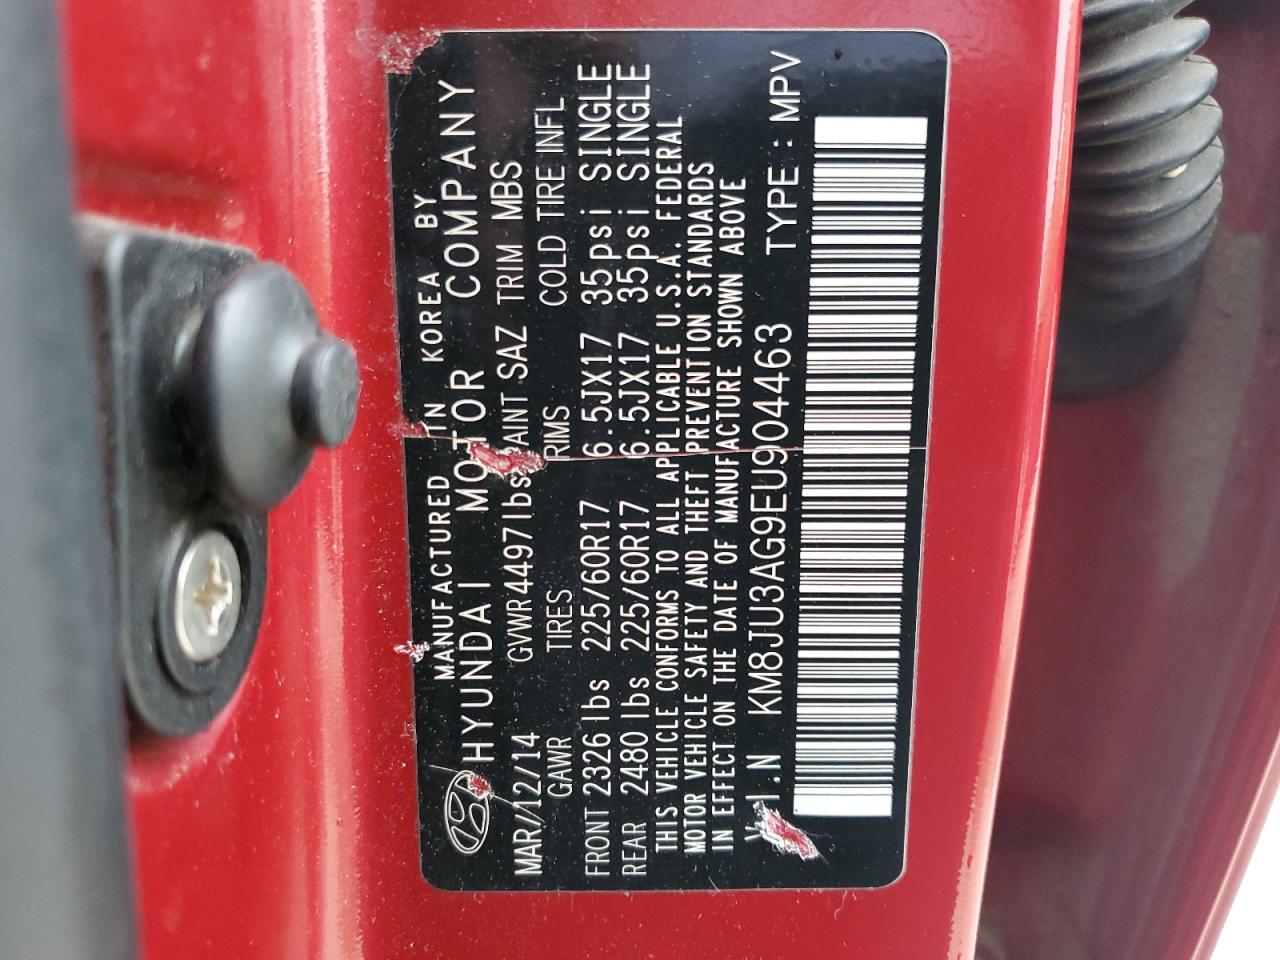 MANUFACTURED IN KOREA BY
HYUNDAI MOTOR COMPANY
MAR/12/14 GVWR 4497 lbs PAINT SAZ TRIM MBS
GAWR TIRES RIMS COLD TIRE INFL
FRONT 2326 lbs 225/60R17 6.5JX17 35psi SINGLE
REAR 2480 lbs 225/60R17 6.5JX17 35psi SINGLE
THIS VEHICLE CONFORMS TO ALL APPLICABLE U.S.A. FEDERAL
MOTOR VEHICLE SAFETY AND THEFT PREVENTION STANDARDS
IN EFFECT ON THE DATE OF MANUFACTURE SHOWN ABOVE
V.I.N KM8JU3AG9EU904463 TYPE : MPV